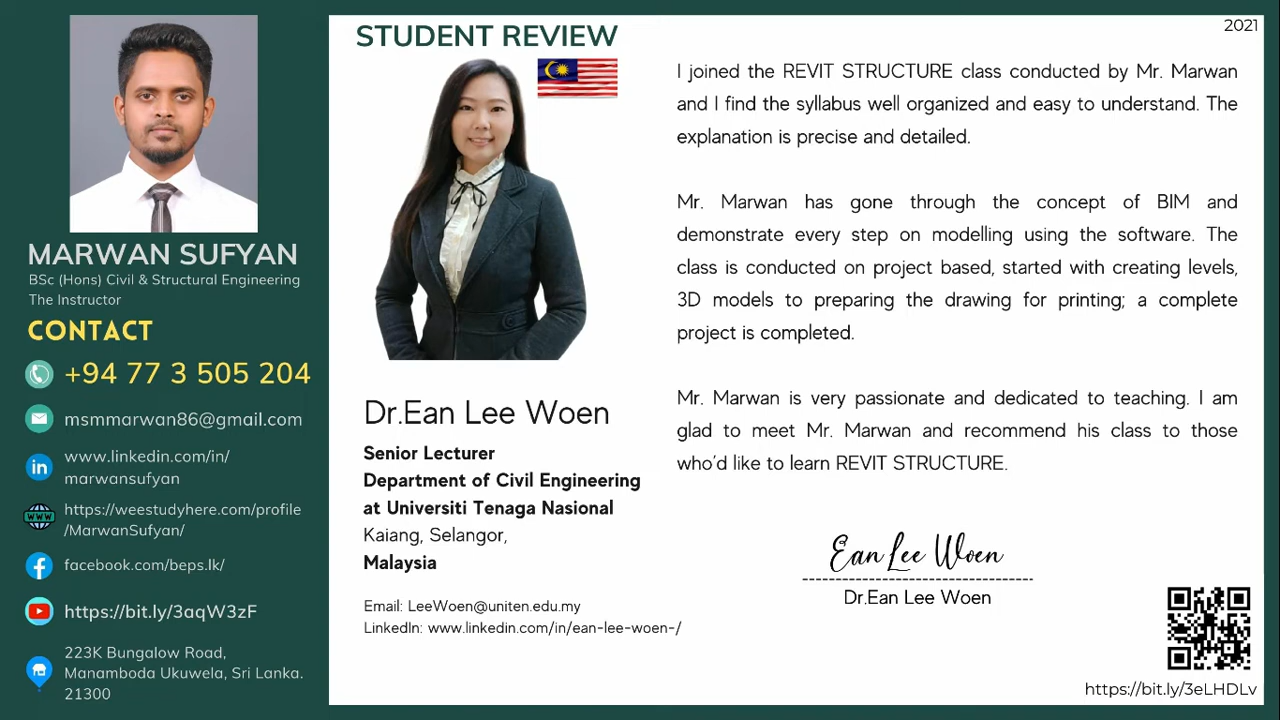 MARWAN SUFYAN
BSc (Hons) Civil & Structural Engineering
The Instructor
CONTACT
+94 77 3 505 204
msmmarwan86@gmail.com
www.linkedin.com/in/
marwansufyan
https://weestudyhere.com/profile
/MarwanSufyan/
facebook.com/beps.lk/
https://bit.ly/3aqW3zF
223K Bungalow Road,
Manamboda Ukuwela, Sri Lanka.
21300
STUDENT REVIEW
Dr.Ean Lee Woen
Senior Lecturer
Department of Civil Engineering
at Universiti Tenaga Nasional
Kaiang, Selangor,
Malaysia
Email: LeeWoen@uniten.edu.my
LinkedIn: www.linkedin.com/in/ean-lee-woen-/
2021
I joined the REVIT STRUCTURE class conducted by Mr. Marwan
and I find the syllabus well organized and easy to understand. The
explanation is precise and detailed.
Mr. Marwan has gone through the concept of BIM and
demonstrate every step on modelling using the software. The
class is conducted on project based, started with creating levels,
3D models to preparing the drawing for printing; a complete
project is completed.
Mr. Marwan is very passionate and dedicated to teaching. I am
glad to meet Mr. Marwan and recommend his class to those
who'd like to learn REVIT STRUCTURE.
Ean Lee Woen
Dr.Ean Lee Woen
https://bit.ly/3eLHDLv